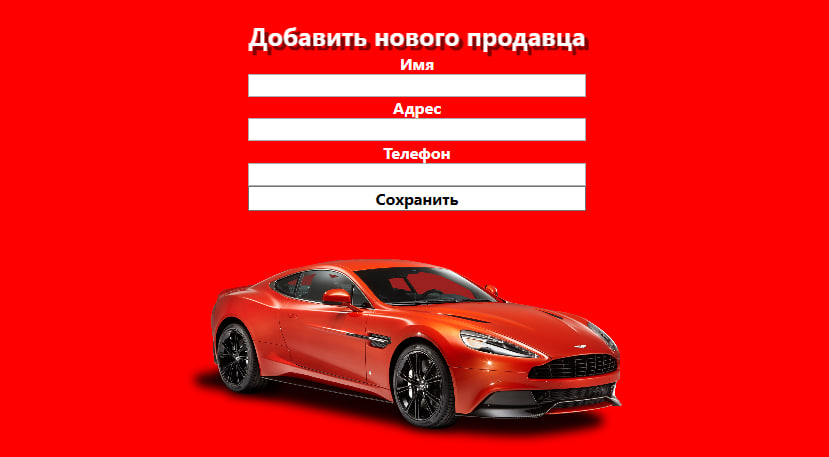 Добавить нового продавца
Имя
Адрес
Телефон
Сохранить